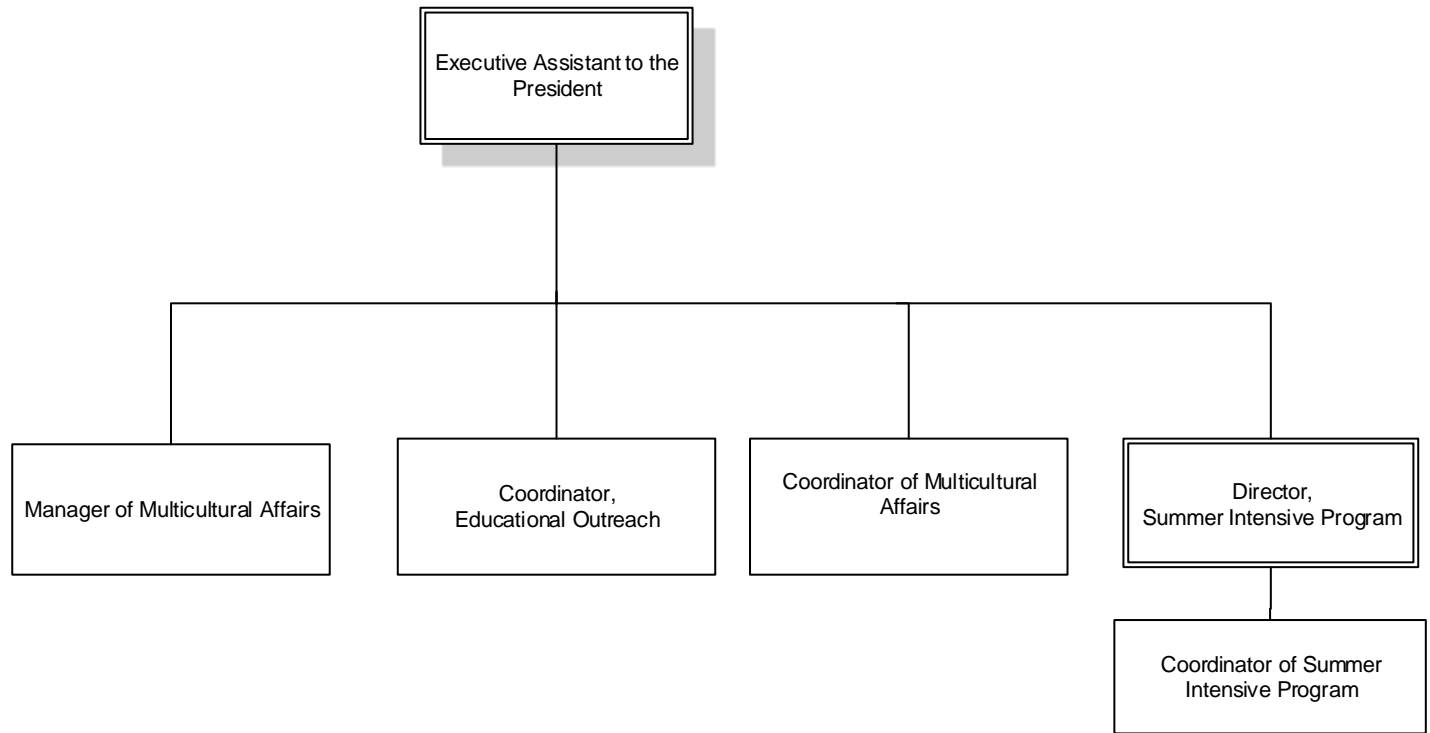 Executive Assistant to the
President
Manager of Multicultural Affairs
Coordinator,
Educational Outreach
Coordinator of Multicultural
Affairs
Director,
Summer Intensive Program
Coordinator of Summer
Intensive Program